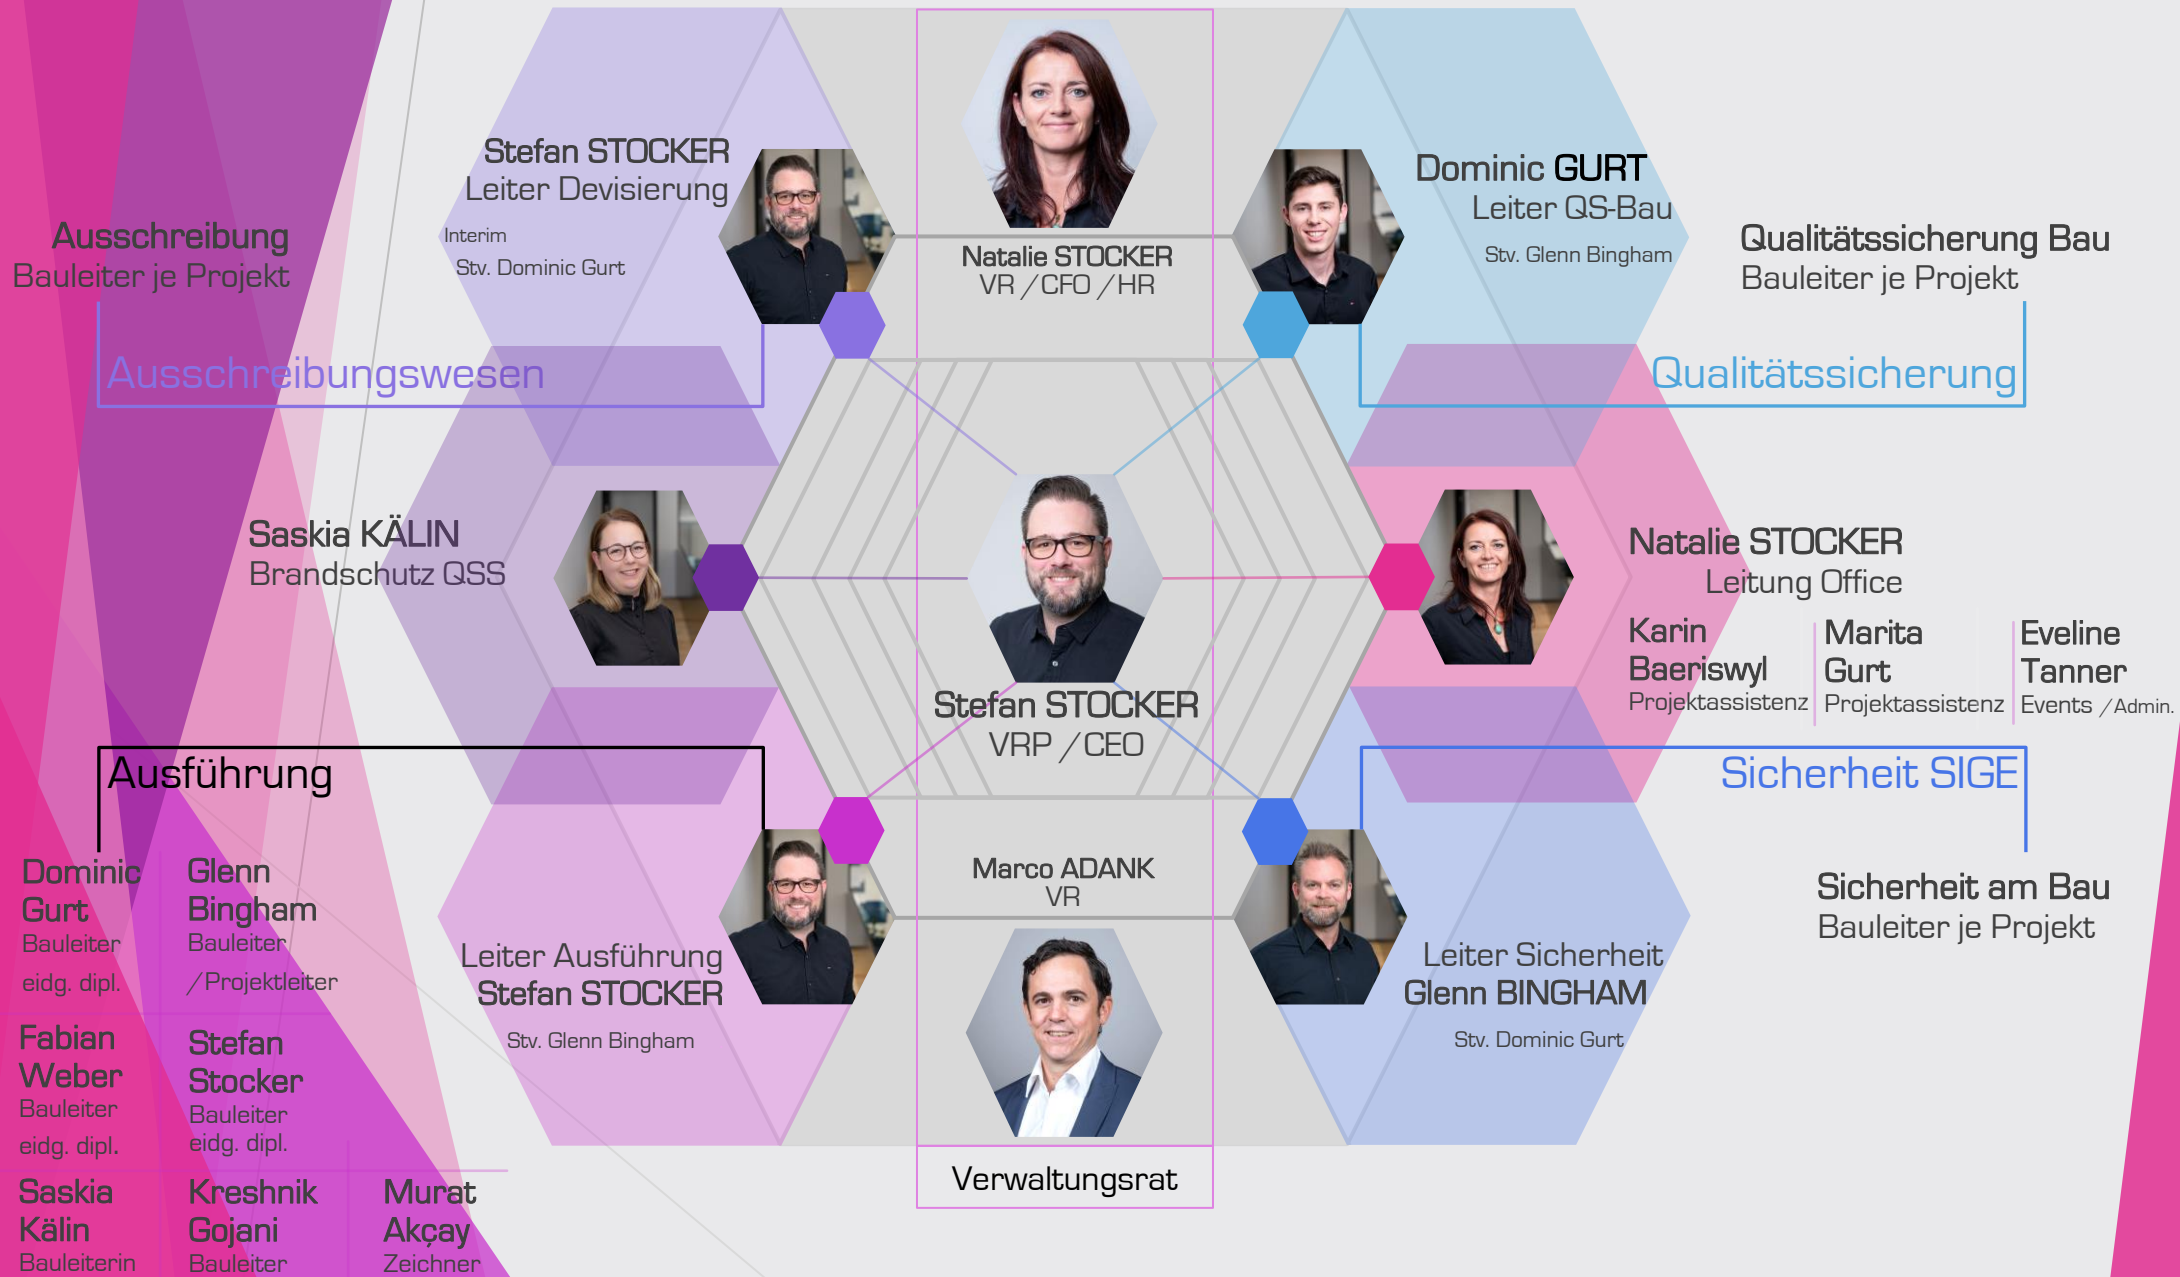 Stefan STOCKER
Leiter Devisierung
Interim
Stv. Dominic Gurt
Ausschreibung
Bauleiter je Projekt
Ausschreibungswesen
Natalie STOCKER
VR /CFO /HR
Dominic GURT
Leiter QS-Bau
Stv. Glenn Bingham
Qualitätssicherung Bau
Bauleiter je Projekt
Qualitätssicherung
Saskia KÄLIN
Brandschutz QSS
Stefan STOCKER
VRP /CEO
Natalie STOCKER
Leitung Office
Karin
Baeriswyl
Projektassistenz
Marita
Gurt
Projektassistenz
Eveline
Tanner
Events /Admin.
Ausführung
Dominic
Gurt
Bauleiter
eidg. dipl.
Glenn
Bingham
Bauleiter
/Projektleiter
Fabian
Weber
Bauleiter
eidg. dipl.
Stefan
Stocker
Bauleiter
eidg. dipl.
Saskia
Kälin
Bauleiterin
Kreshnik
Gojani
Bauleiter
Murat
Akçay
Zeichner
Leiter Ausführung
Stefan STOCKER
Stv. Glenn Bingham
Marco ADANK
VR
Verwaltungsrat
Sicherheit SIGE
Leiter Sicherheit
Glenn BINGHAM
Stv. Dominic Gurt
Sicherheit am Bau
Bauleiter je Projekt